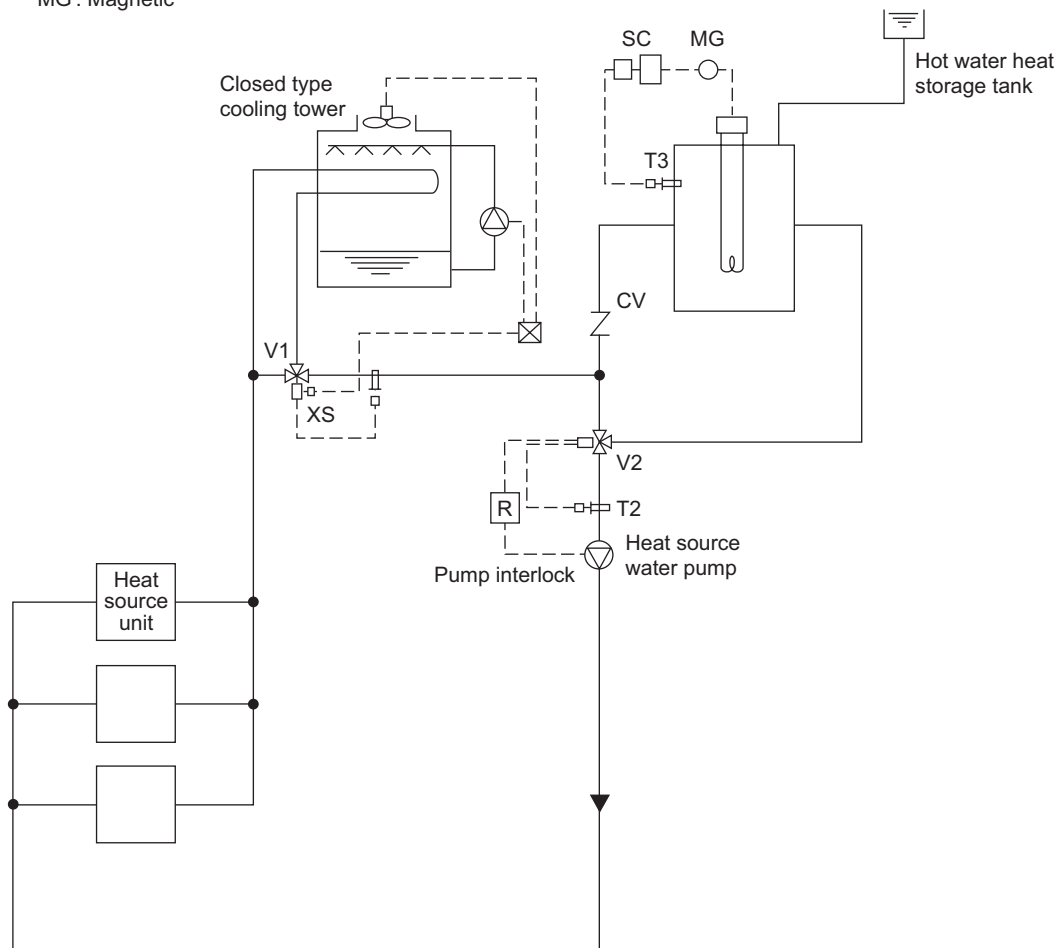 MG : Magnetic
SC
MG
Hot water heat
storage tank
Closed type
cooling tower
T3
CV
V1
XS
V2
R
T2
Heat source
water pump
Pump interlock
Heat
source
unit